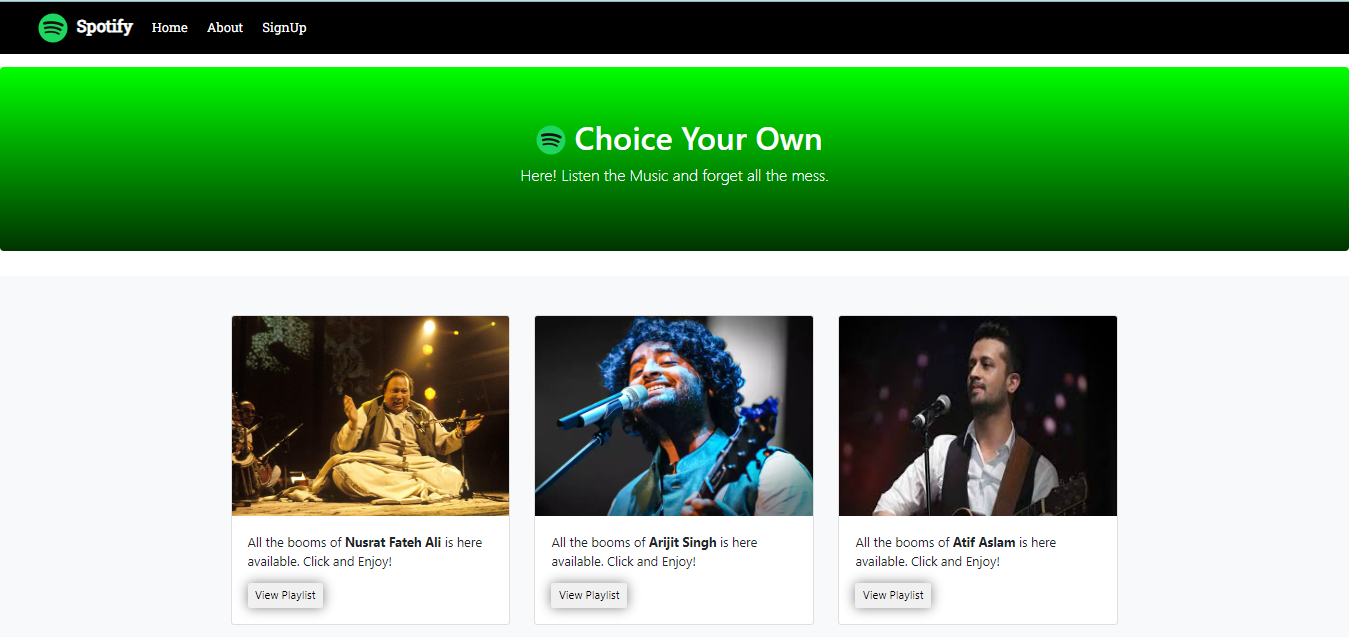 Spotify Home About SignUp
Choice Your Own
Here! Listen the Music and forget all the mess.
All the booms of Nusrat Fateh Ali is here
available. Click and Enjoy!
View Playlist
All the booms of Arijit Singh is here
available. Click and Enjoy!
View Playlist
All the booms of Atif Aslam is here
available. Click and Enjoy!
View Playlist